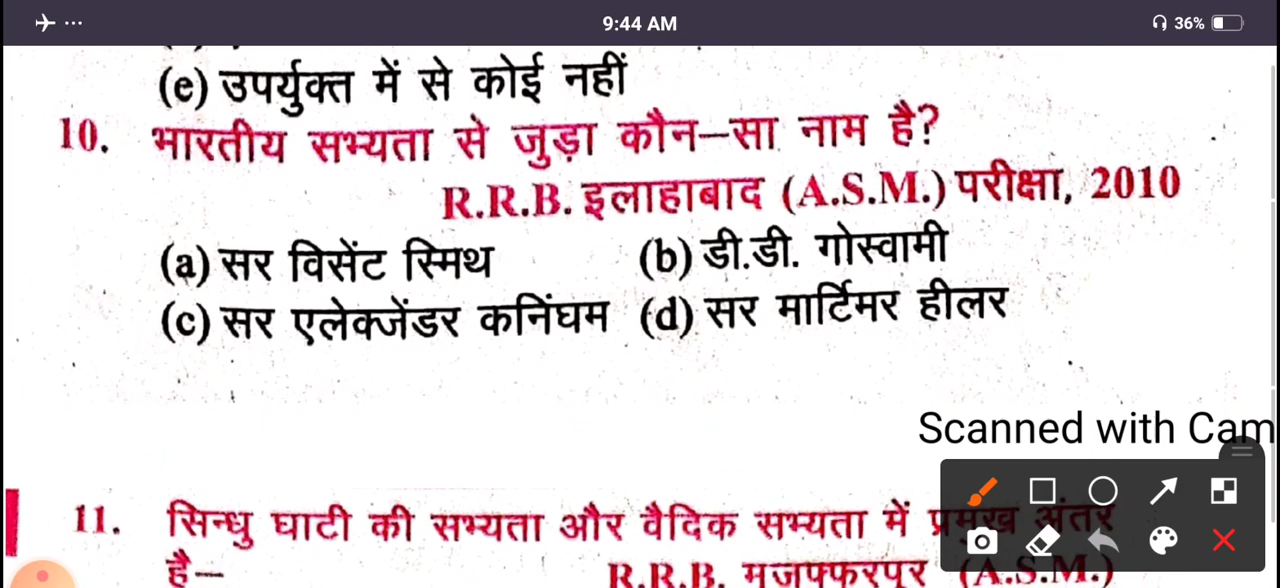 9:44 AM
36%
(e) उपर्युक्त में से कोई नहीं
10. भारतीय सभ्यता से जुड़ा कौन–सा नाम है?
R.R.B. इलाहाबाद (A.S.M.) परीक्षा, 2010
(a) सर विसेंट स्मिथ (b) डी.डी. गोस्वामी
(c) सर एलेक्जेंडर कनिंघम (d) सर मार्टिमर हीलर
Scanned with Cam
11. सिन्धु घाटी की सभ्यता और वैदिक सभ्यता में प्रमुख अंतर
है–
R.R.B. मुजफ्फरपुर (A.S.M.)